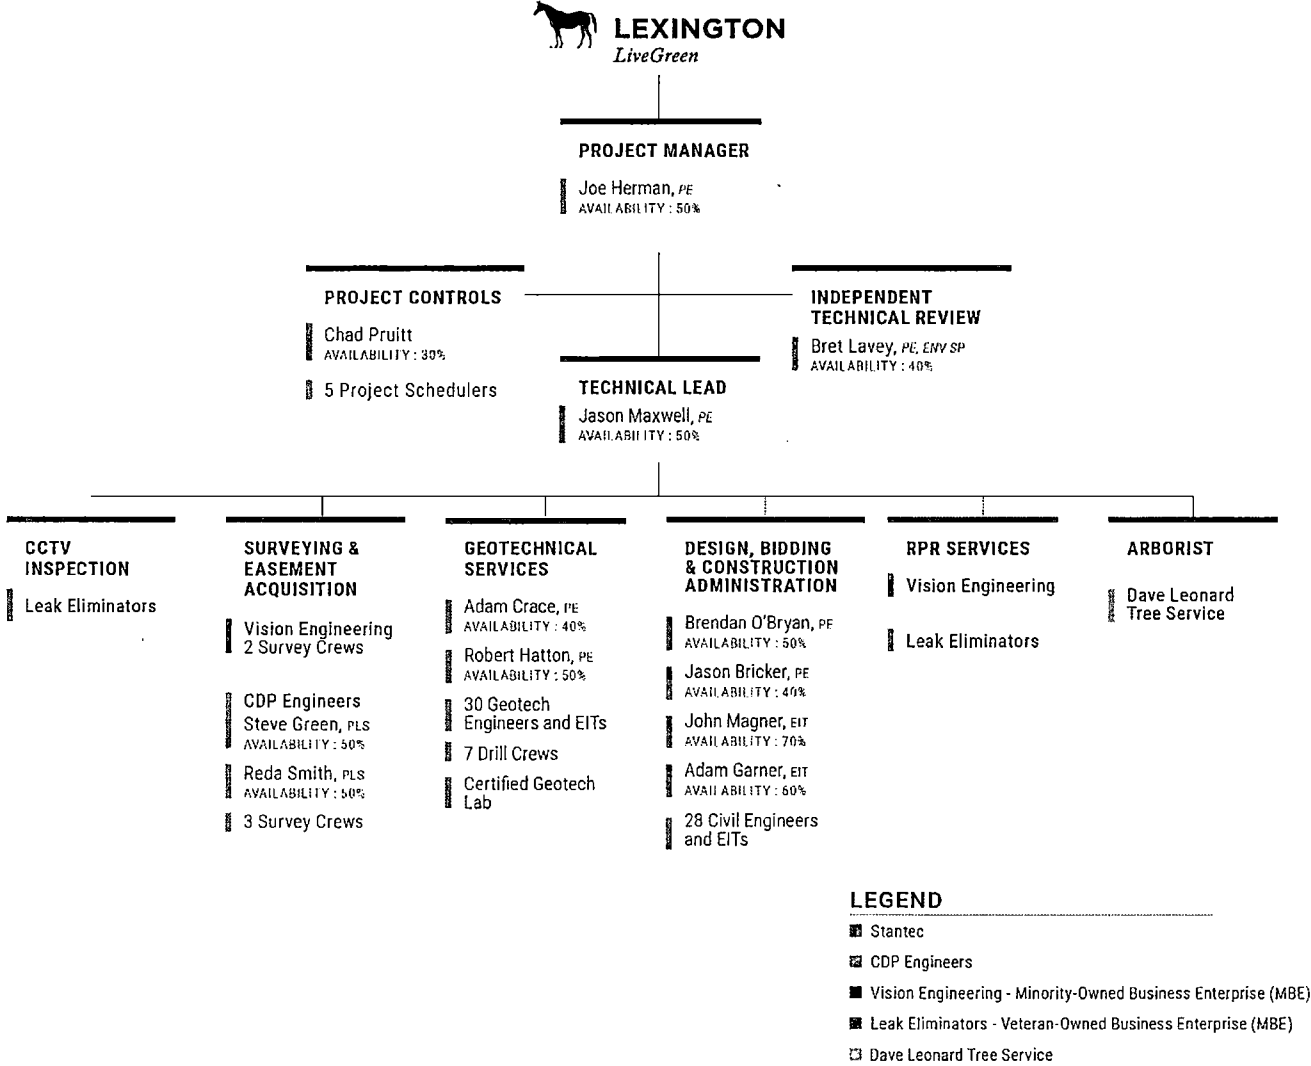 LEXINGTON
LiveGreen
PROJECT MANAGER
Joe Herman, PE
AVAILABILITY : 50%
PROJECT CONTROLS
Chad Pruitt
AVAILABILITY : 30%
5 Project Schedulers
INDEPENDENT
TECHNICAL REVIEW
Bret Lavey, PE, ENV SP
AVAILABILITY : 40%
TECHNICAL LEAD
Jason Maxwell, PE
AVAILABILITY : 50%
CCTV
INSPECTION
Leak Eliminators
SURVEYING &
EASEMENT
ACQUISITION
Vision Engineering
2 Survey Crews
CDP Engineers
Steve Green, PLS
AVAILABILITY : 50%
Reda Smith, PLS
AVAILABILITY : 50%
3 Survey Crews
GEOTECHNICAL
SERVICES
Adam Crace, PE
AVAILABILITY : 40%
Robert Hatton, PE
AVAILABILITY : 50%
30 Geotech
Engineers and EITs
7 Drill Crews
Certified Geotech
Lab
DESIGN, BIDDING
& CONSTRUCTION
ADMINISTRATION
Brendan O'Bryan, PE
AVAILABILITY : 50%
Jason Bricker, PE
AVAILABILITY : 40%
John Magner, EIT
AVAILABILITY : 70%
Adam Garner, EIT
AVAILABILITY : 60%
28 Civil Engineers
and EITs
RPR SERVICES
Vision Engineering
Leak Eliminators
ARBORIST
Dave Leonard
Tree Service
LEGEND
Stantec
CDP Engineers
Vision Engineering - Minority-Owned Business Enterprise (MBE)
Leak Eliminators - Veteran-Owned Business Enterprise (MBE)
Dave Leonard Tree Service